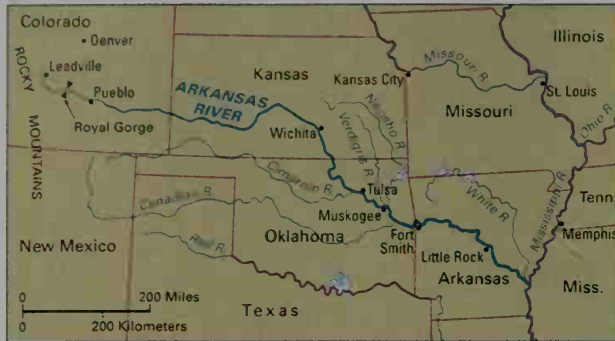 Colorado
Denver
ROCKY
Leadville
Pueblo
Royal Gorge
MOUNTAINS
Kansas
ARKANSAS
RIVER
Wichita
Neosho R.
Verdigris R.
Kansas City
Missouri R.
Missouri
Illinois
St. Louis
Ohio R.
Cimarron R.
Canadian R.
Tulsa
Muskogee
Oklahoma
Red R.
Fort
Smith
White R.
Little Rock
Arkansas
Mississippi R.
Tenn.
Memphis
Miss.
New Mexico
Texas
0 200 Miles
0 200 Kilometers